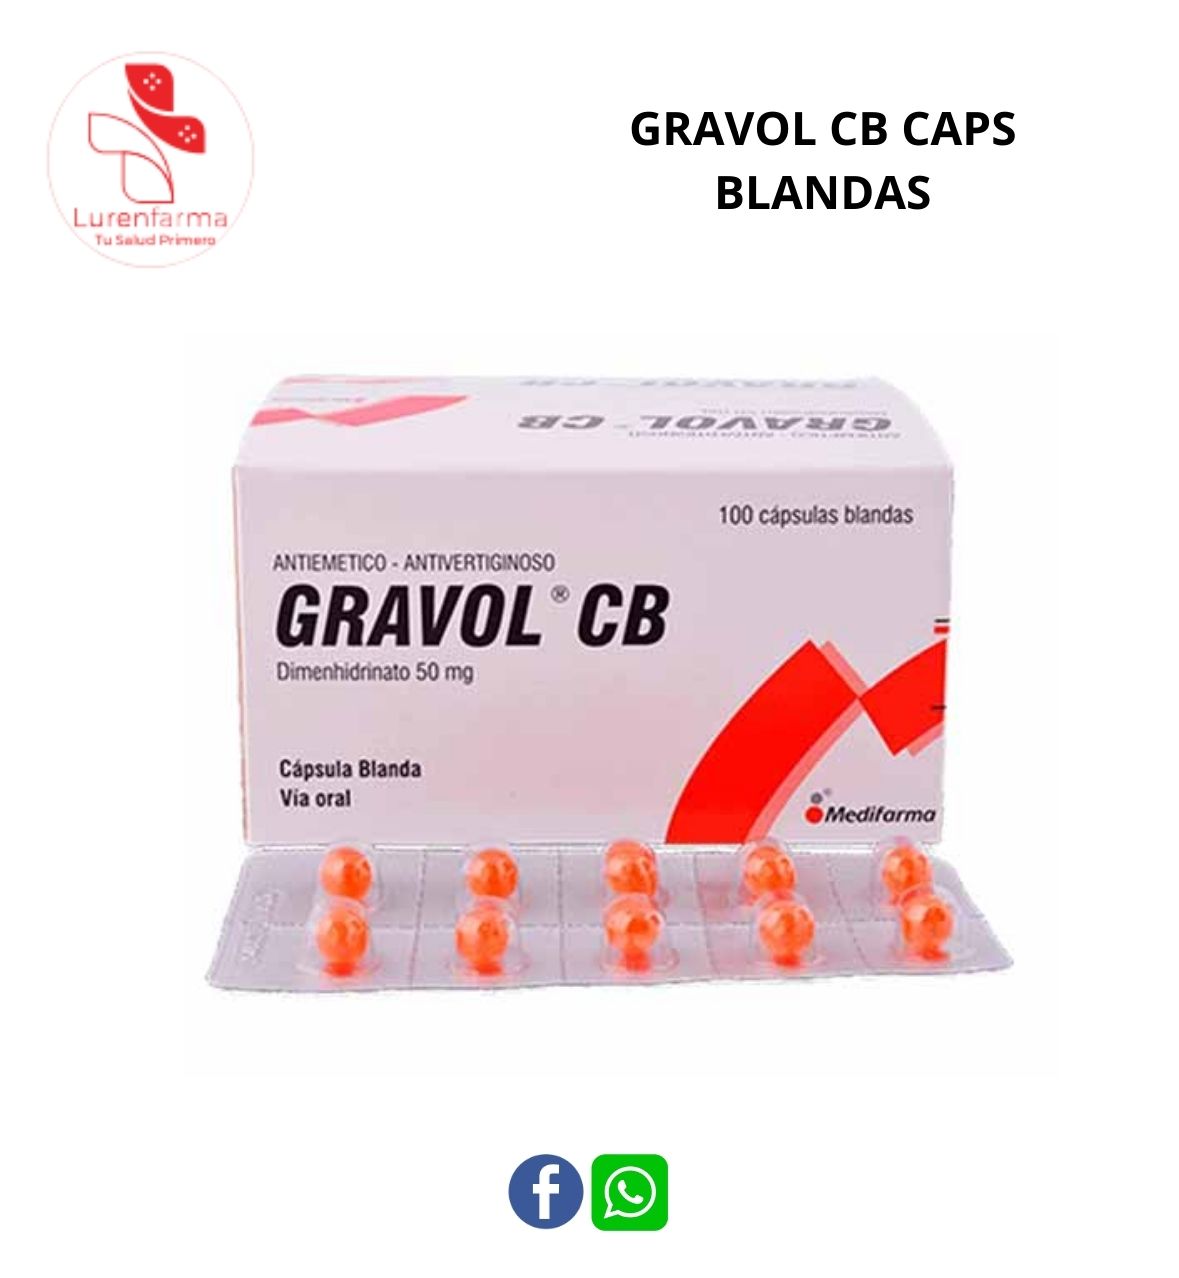 Lurenfarma
Tu Salud Primero
GRAVOL CB CAPS
BLANDAS
GRAVOL CB
100 cápsulas blandas
ANTIEMETICO - ANTIVERTIGINOSO
GRAVOL® CB
Dimenhidrinato 50 mg
Cápsula Blanda
Vía oral
Medifarma